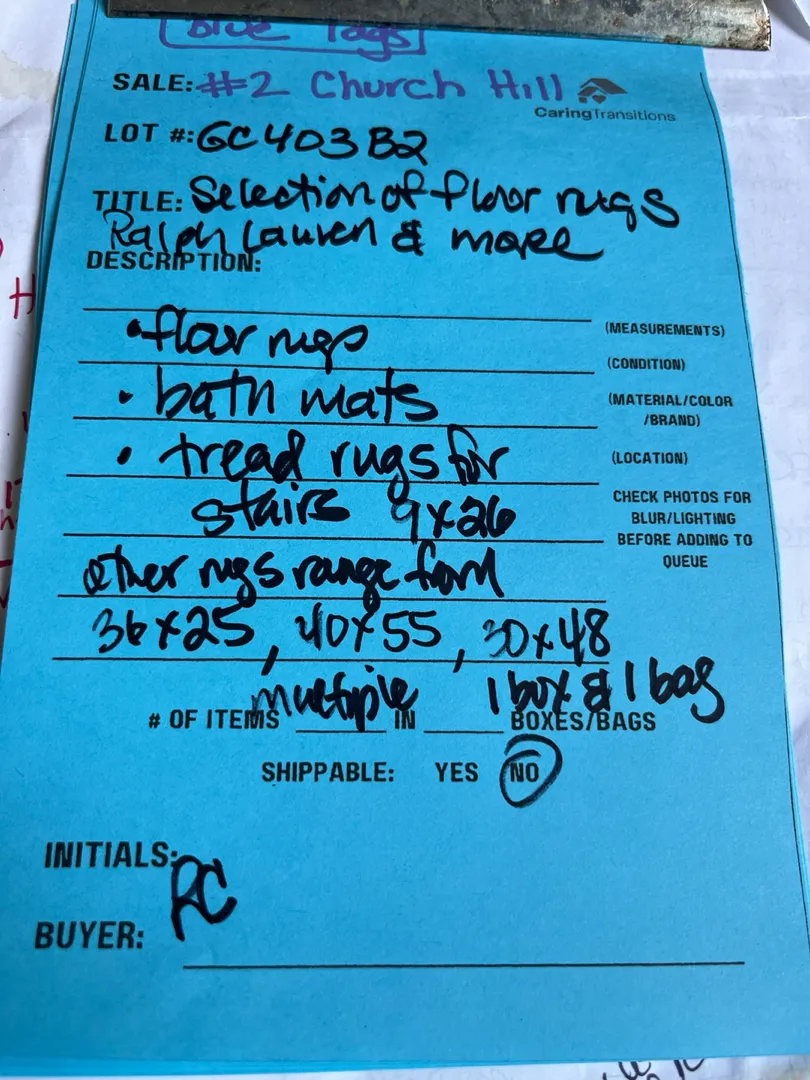 Blue Tags
SALE: #2 Church Hill
CaringTransitions
LOT #: GC403B2
TITLE: Selection of floor rugs
Ralph Lauren & more
DESCRIPTION:
• floor rugs
(MEASUREMENTS)
(CONDITION)
• bath mats
(MATERIAL/COLOR
/BRAND)
• tread rugs for
(LOCATION)
stairs 9x26
CHECK PHOTOS FOR
BLUR/LIGHTING
BEFORE ADDING TO
QUEUE
other rugs range from
36x25, 40x55, 30x48
# OF ITEMS multiple IN 1 box & 1 bag BOXES/BAGS
SHIPPABLE: YES NO
INITIALS: RC
BUYER: